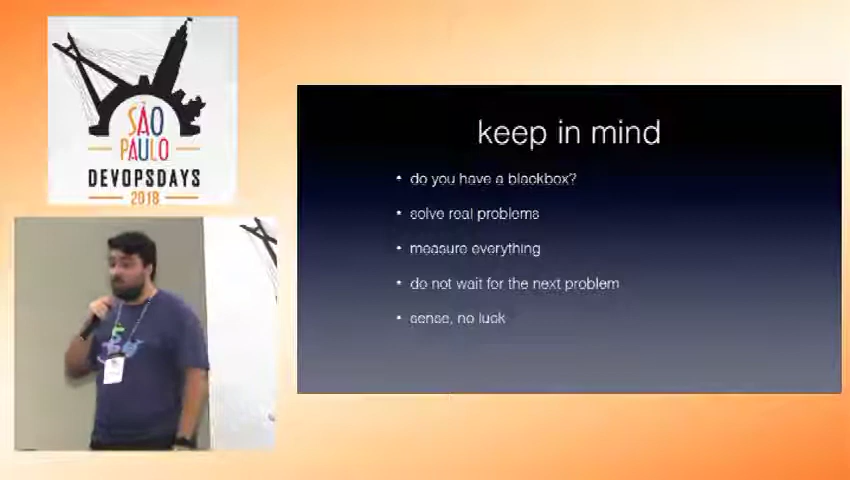 SÃO
PAULO
DEVOPSDAYS
2018
keep in mind
• do you have a blackbox?
• solve real problems
• measure everything
• do not wait for the next problem
• sense, no luck